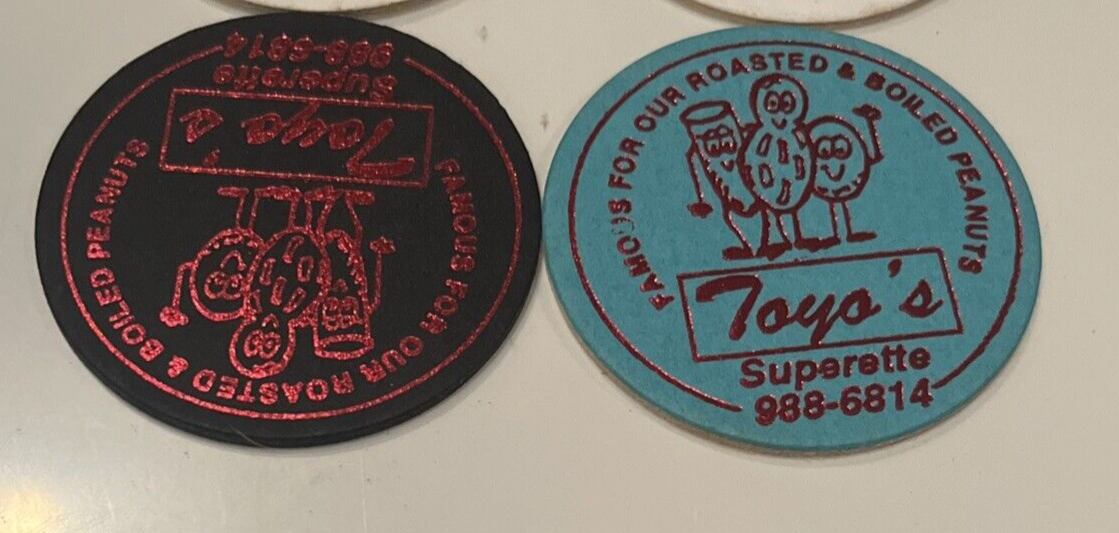 FAMOUS FOR OUR ROASTED & BOILED PEANUTS
Toyo's
Superette
988-6814
FAMOUS FOR OUR ROASTED & BOILED PEANUTS
Toyo's
Superette
988-6814